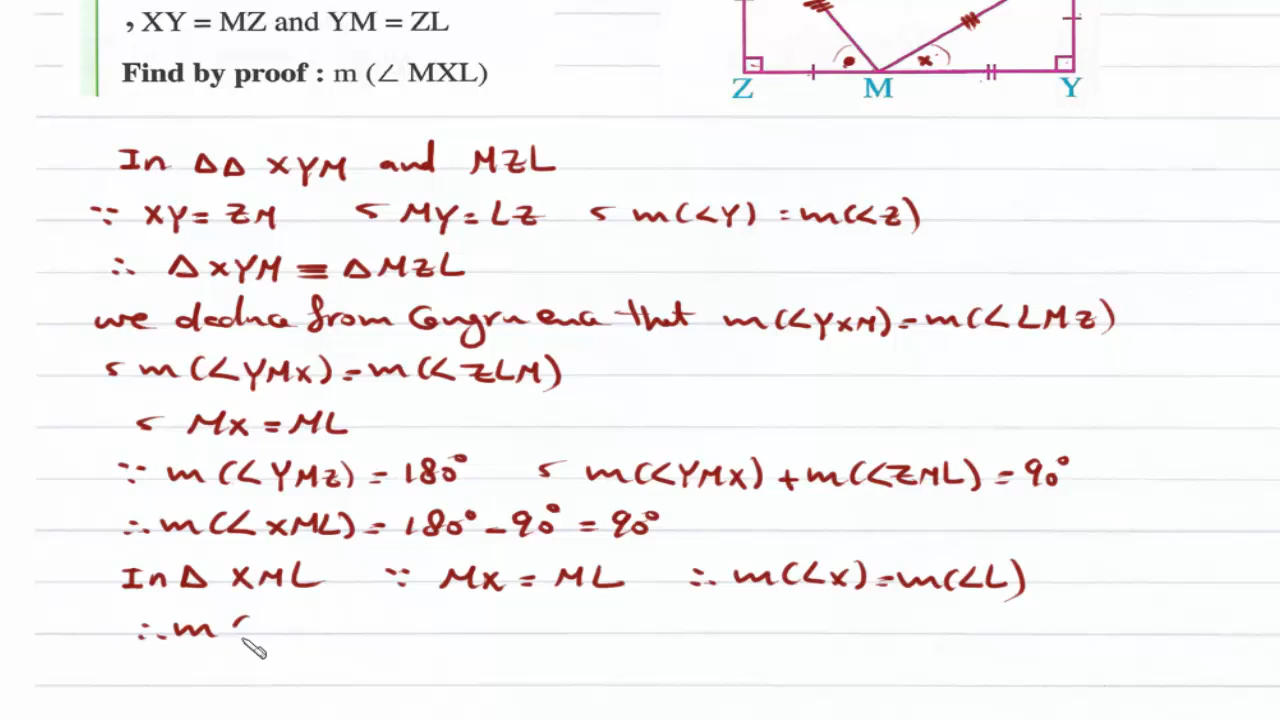 , XY = MZ and YM = ZL
Find by proof : m (∠ MXL)
Z M Y
In ΔΔ XYM and MZL
∵ XY = ZM , MY = LZ , m(∠Y) = m(∠Z)
∴ ΔXYM ≡ ΔMZL
we deduce from Congruence that m(∠YXM) = m(∠LMZ)
, m(∠YMX) = m(∠ZLM)
, MX = ML
∵ m(∠YMZ) = 180° , m(∠YMX) + m(∠ZML) = 90°
∴ m(∠XML) = 180° - 90° = 90°
In Δ XML ∵ MX = ML ∴ m(∠X) = m(∠L)
∴ m (